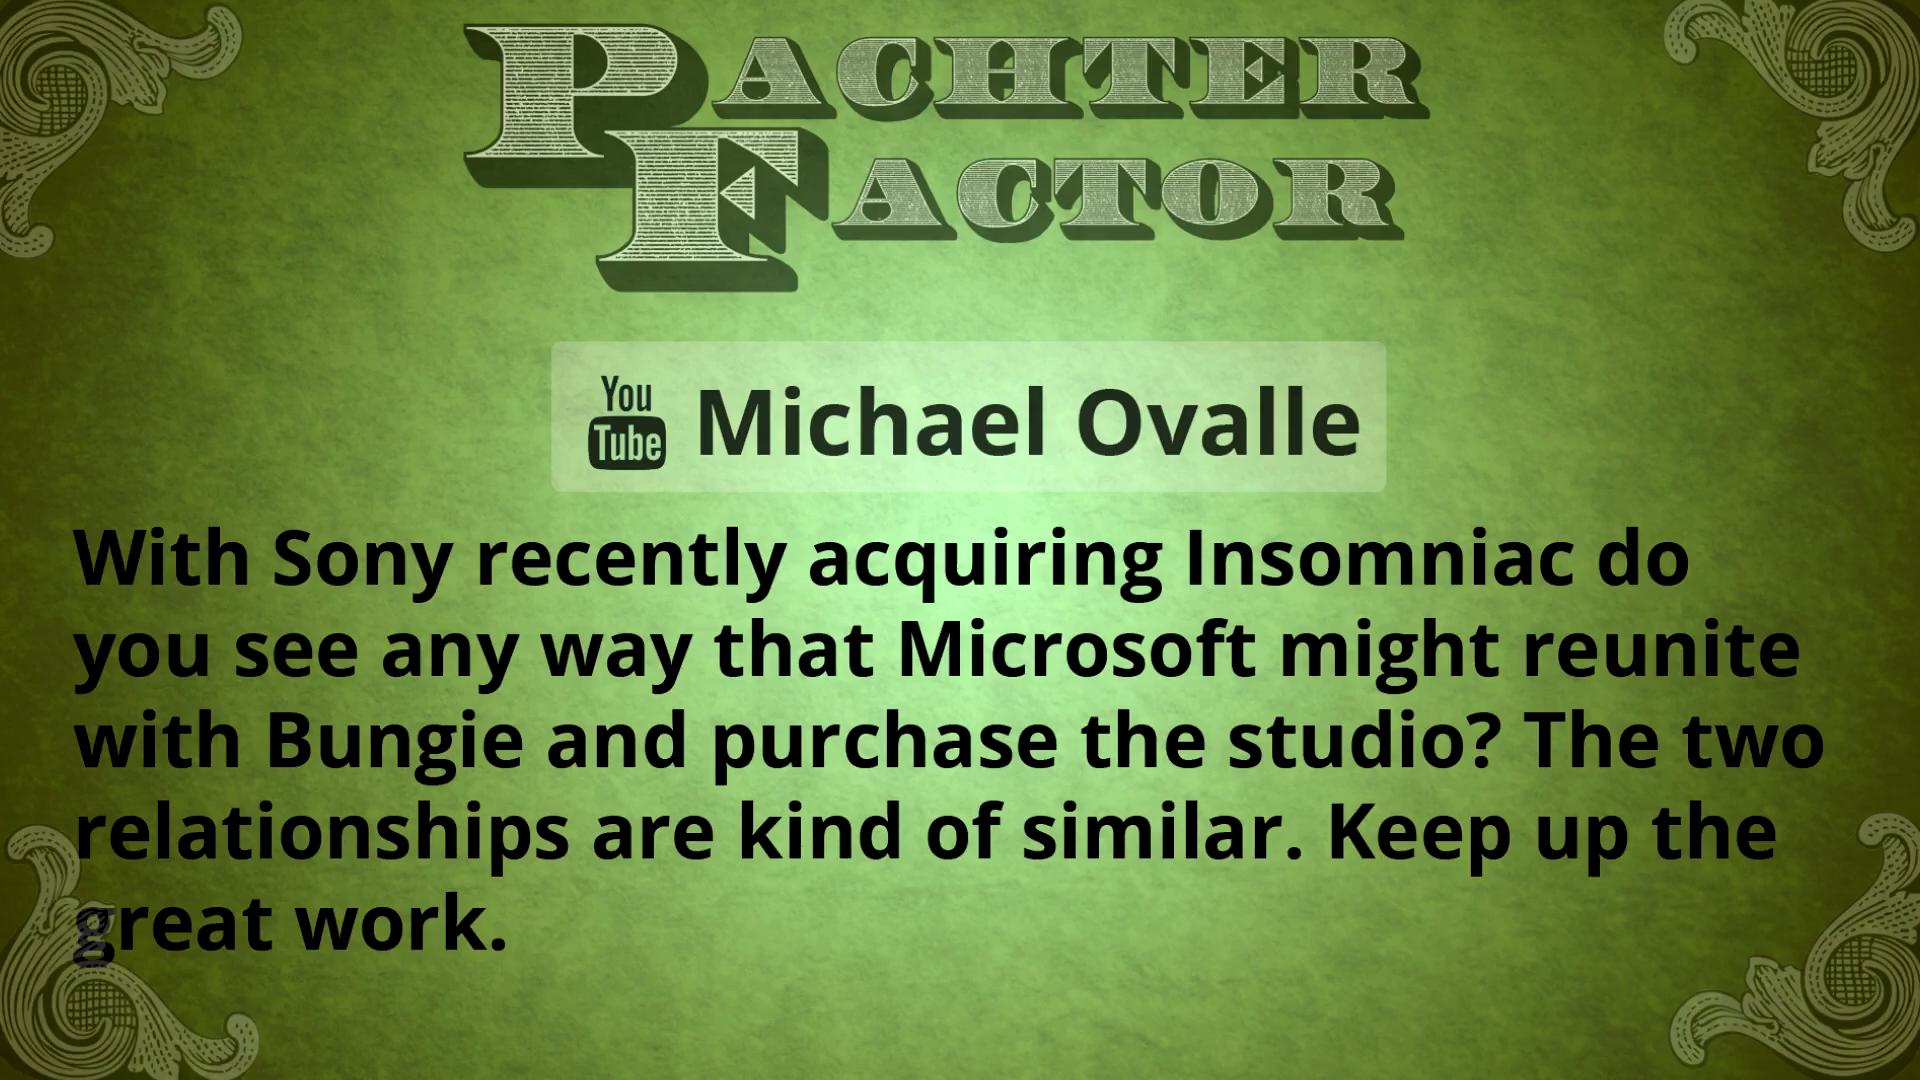 PACHTER
FACTOR
You
Tube
Michael Ovalle
With Sony recently acquiring Insomniac do
you see any way that Microsoft might reunite
with Bungie and purchase the studio? The two
relationships are kind of similar. Keep up the
great work.